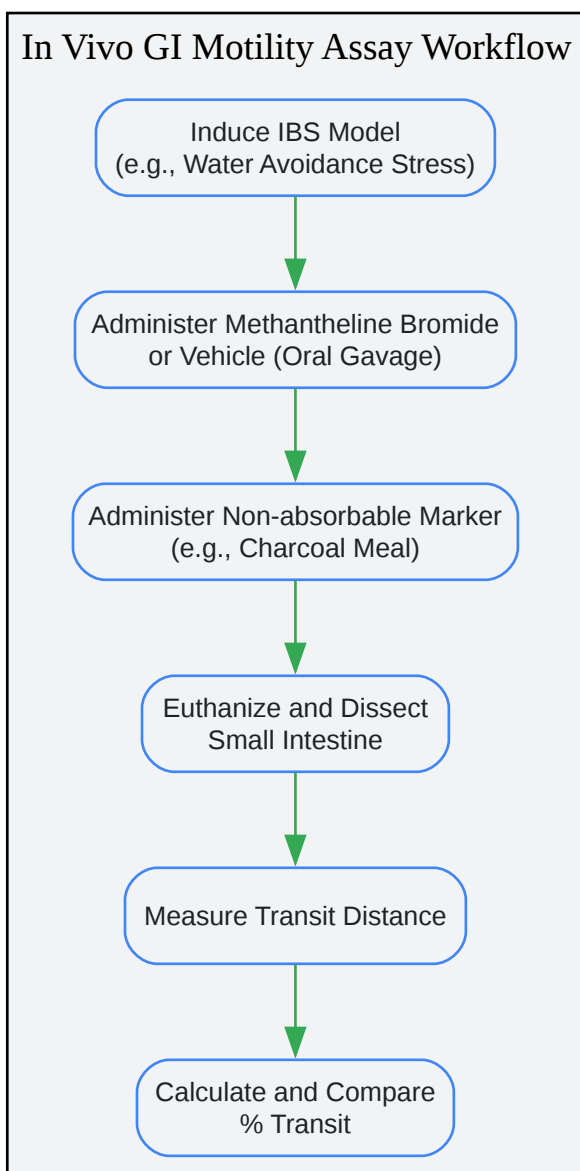 In Vivo GI Motility Assay Workflow
Induce IBS Model
(e.g., Water Avoidance Stress)
Administer Methantheline Bromide
or Vehicle (Oral Gavage)
Administer Non-absorbable Marker
(e.g., Charcoal Meal)
Euthanize and Dissect
Small Intestine
Measure Transit Distance
Calculate and Compare
% Transit